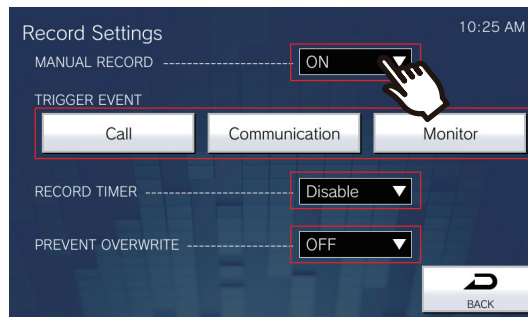 Record Settings
10:25 AM
MANUAL RECORD ---------------------- ON
TRIGGER EVENT
Call Communication Monitor
RECORD TIMER ------------------------- Disable
PREVENT OVERWRITE ------------------ OFF
BACK